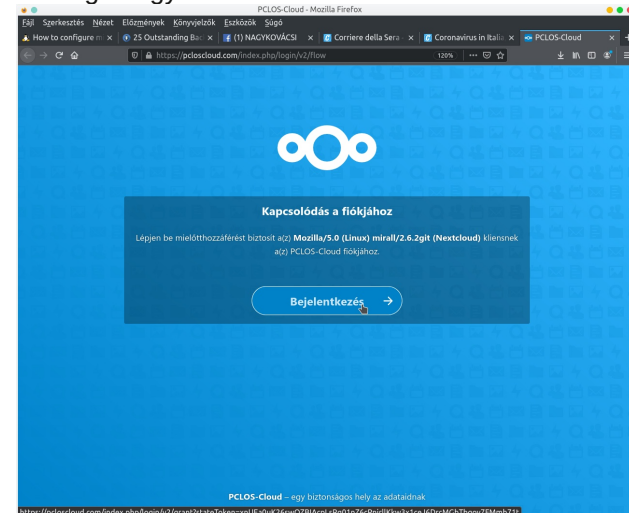 PCLOS-Cloud - Mozilla Firefox
Fájl Szerkesztés Nézet Előzmények Könyvjelzők Eszközök Súgó
How to configure m × 25 Outstanding Bac × (1) NAGYKOVÁCSI × Corriere della Sera × Coronavirus in Italia × PCLOS-Cloud × +
https://pcloscloud.com/index.php/login/v2/flow 120%
Kapcsolódás a fiókjához
Lépjen be mielőtthozzáférést biztosít a(z) Mozilla/5.0 (Linux) mirall/2.6.2git (Nextcloud) kliensnek
a(z) PCLOS-Cloud fiókjához.
Bejelentkezés →
PCLOS-Cloud – egy biztonságos hely az adataidnak